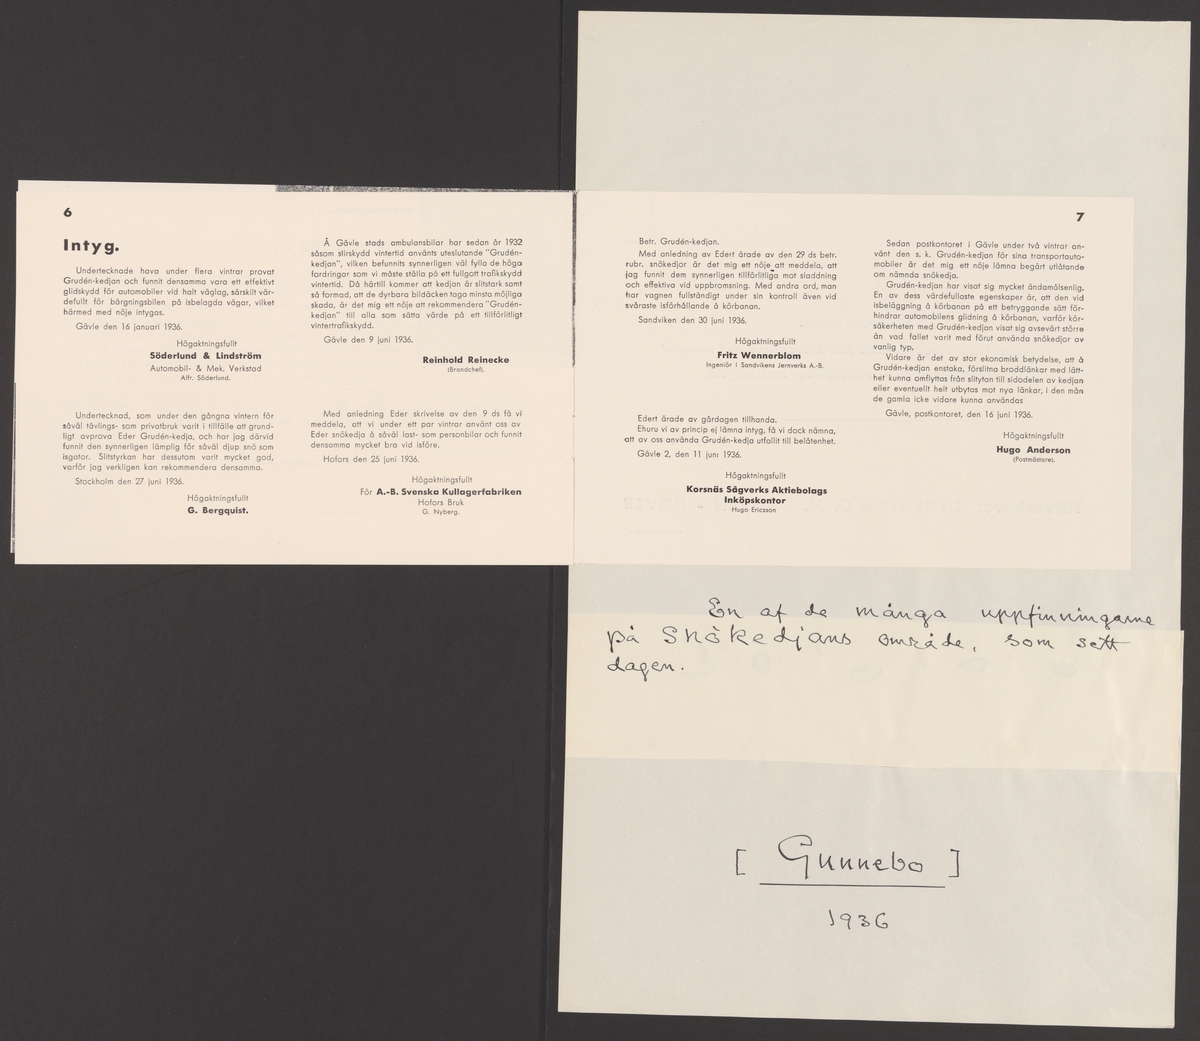 6
Intyg.
Undertecknade hava under flera vintrar provat
Grudén-kedjan och funnit densamma vara ett effektivt
glidskydd för automobiler vid halt väglag, särskilt vär-
defullt för bärgningsbilen på isbelagda vägar, vilket
härmed med nöje intygas.
Gävle den 16 januari 1936.
Högaktningsfullt
Söderlund & Lindström
Automobil- & Mek. Verkstad
Alfr. Söderlund.
Undertecknad, som under den gångna vintern för
såväl tävlings- som privatbruk varit i tillfälle att grund-
ligt avprova Eder Grudén-kedja, och har jag därvid
funnit den synnerligen lämplig för såväl djup snö som
isgator. Slitstyrkan har dessutom varit mycket god,
varför jag verkligen kan rekommendera densamma.
Stockholm den 27 juni 1936.
Högaktningsfullt
G. Bergquist.
Å Gävle stads ambulansbilar har sedan år 1932
såsom slirskydd vintertid använts uteslutande "Grudén-
kedjan", vilken befunnits synnerligen väl fylla de höga
fordringar som vi måste ställa på ett fullgott trafikskydd
vintertid. Då härtill kommer att kedjan är slitstark samt
så formad, att de dyrbara bildäcken taga minsta möjliga
skada, är det mig ett nöje att rekommendera "Grudén-
kedjan" till alla som sätta värde på ett tillförlitligt
vintertrafikskydd.
Gävle den 9 juni 1936.
Reinhold Reinecke
(Brandchef).
Med anledning Eder skrivelse av den 9 ds få vi
meddela, att vi under ett par vintrar använt oss av
Eder snökedja å såväl last- som personbilar och funnit
densamma mycket bra vid isföre.
Hofors den 25 juni 1936.
Högaktningsfullt
För A.-B. Svenska Kullagerfabriken
Hofors Bruk
G. Nyberg.
7
Betr. Grudén-kedjan.
Med anledning av Edert ärade av den 29 ds betr.
rubr. snökedjor är det mig ett nöje att meddela, att
jag funnit dem synnerligen tillförlitliga mot sladdning
och effektiva vid uppbromsning. Med andra ord, man
har vagnen fullständigt under sin kontroll även vid
svåraste isförhållande å körbanan.
Sandviken den 30 juni 1936.
Högaktningsfullt
Fritz Wennerblom
Ingeniör i Sandvikens Jernverks A.-B.
Edert ärade av gårdagen tillhanda.
Ehuru vi av princip ej lämna intyg, få vi dock nämna,
att av oss använda Grudén-kedja utfallit till belåtenhet.
Gävle 2, den 11 juni 1936.
Högaktningsfullt
Korsnäs Sågverks Aktiebolags
Inköpskontor
Hugo Ericsson
Sedan postkontoret i Gävle under två vintrar an-
vänt den s. k. Grudén-kedjan för sina transportauto-
mobiler är det mig ett nöje lämna begärt utlåtande
om nämnda snökedja.
Grudén-kedjan har visat sig mycket ändamålsenlig.
En av dess värdefullaste egenskaper är, att den vid
isbeläggning å körbanan på ett betryggande sätt för-
hindrar automobilens glidning å körbanan, varför kör-
säkerheten med Grudén-kedjan visat sig avsevärt större
än vad fallet varit med förut använda snökedjor av
vanlig typ.
Vidare är det av stor ekonomisk betydelse, att å
Grudén-kedjan enstaka, förslitna broddlänkar med lätt-
het kunna omflyttas från slitytan till sidodelen av kedjan
eller eventuellt helt utbytas mot nya länkar, i den mån
de gamla icke vidare kunna användas
Gävle, postkontoret, den 16 juni 1936.
Högaktningsfullt
Hugo Anderson
(Postmästare).
En af de många uppfinningarne
på Snökedjans område, som sett
dagen.
[ Gunnebo ]
1936